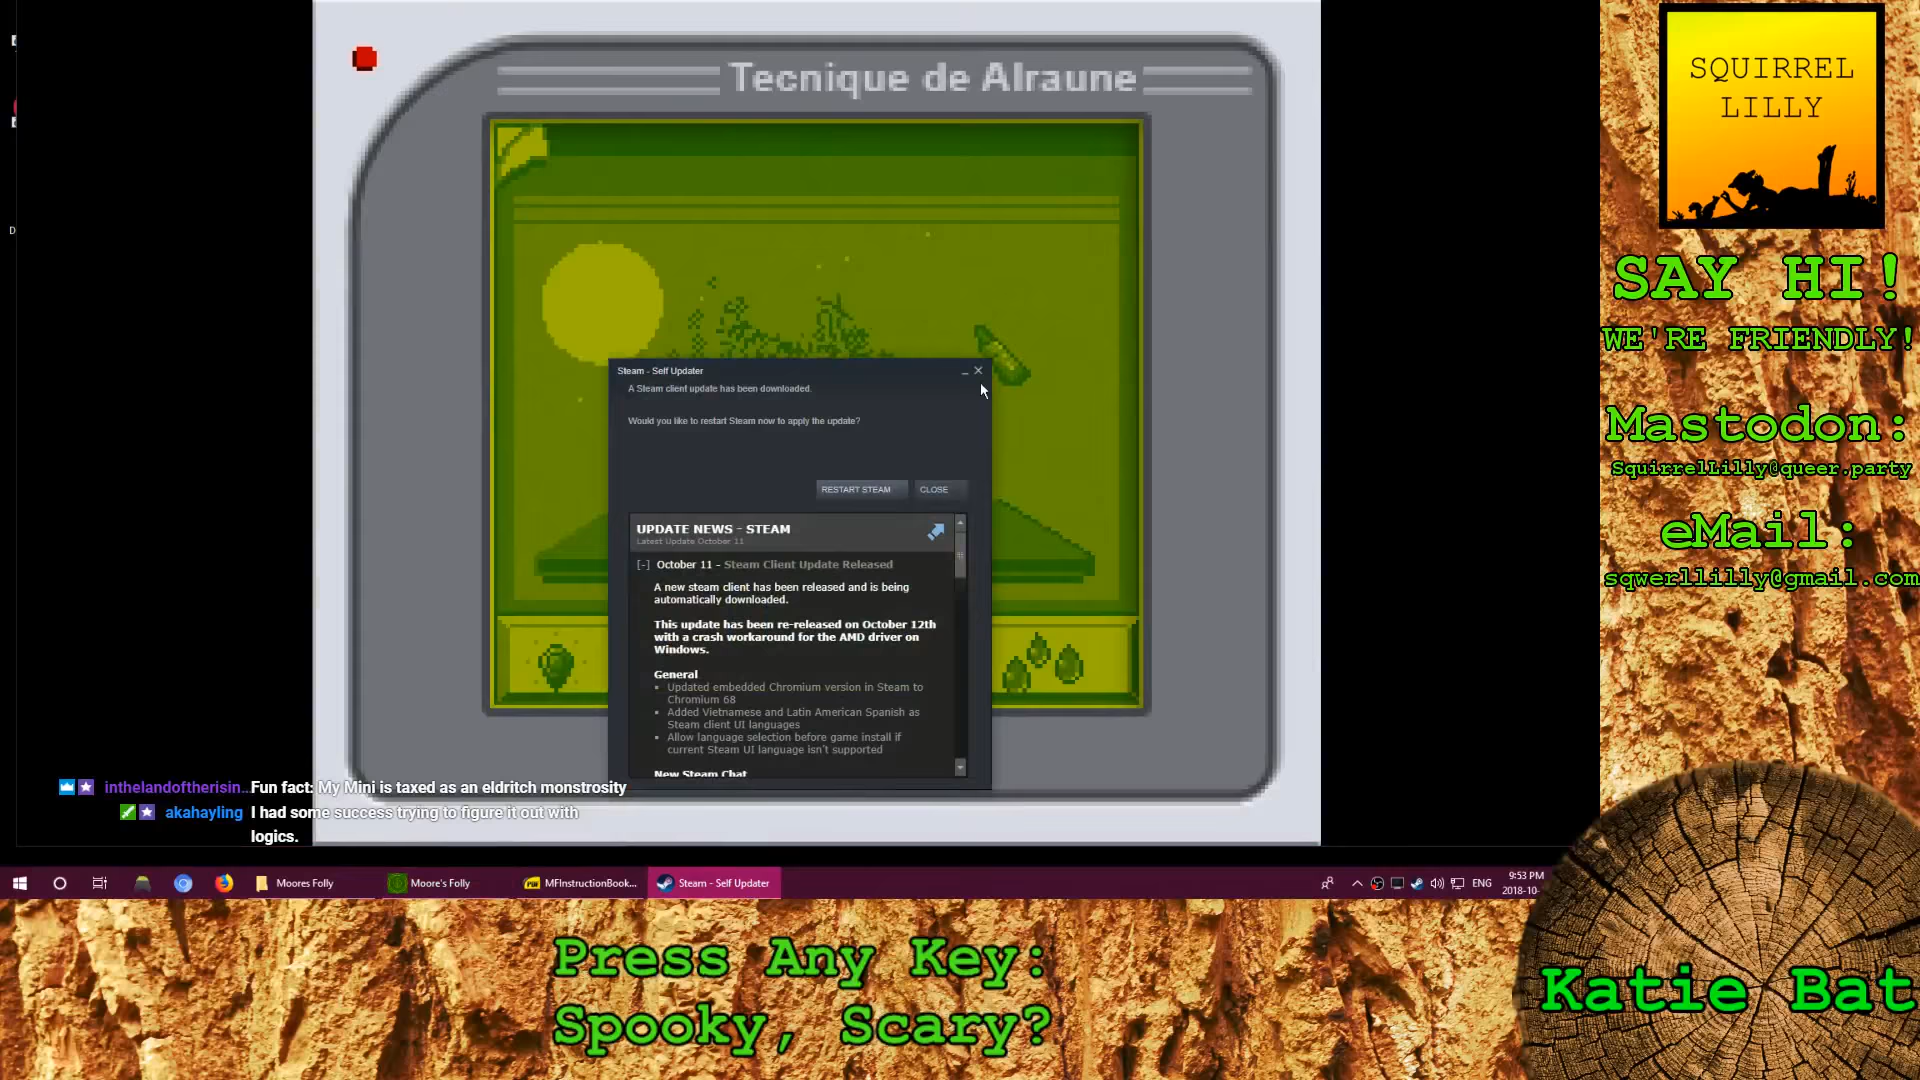 Tecnique de Alraune
SQUIRREL
LILLY
SAY HI!
WE'RE FRIENDLY!
Mastodon:
SquirrelLilly@queer.party
eMail:
sqwerllilly@gmail.com
D
Steam - Self Updater
A Steam client update has been downloaded.
Would you like to restart Steam now to apply the update?
RESTART STEAM
CLOSE
UPDATE NEWS - STEAM
Latest Update October 11
[-] October 11 - Steam Client Update Released
A new steam client has been released and is being
automatically downloaded.
This update has been re-released on October 12th
with a crash workaround for the AMD driver on
Windows.
General
Updated embedded Chromium version in Steam to
Chromium 68
Added Vietnamese and Latin American Spanish as
Steam client UI languages
Allow language selection before game install if
current Steam UI language isn't supported
New Steam Chat
inthelandoftherisin... Fun fact: My Mini is taxed as an eldritch monstrosity
akahayling I had some success trying to figure it out with
logics.
Moores Folly
Moore's Folly
MFInstructionBook...
Steam - Self Updater
ENG
9:53 PM
2018-10-
Press Any Key:
Spooky, Scary?
Katie Bat